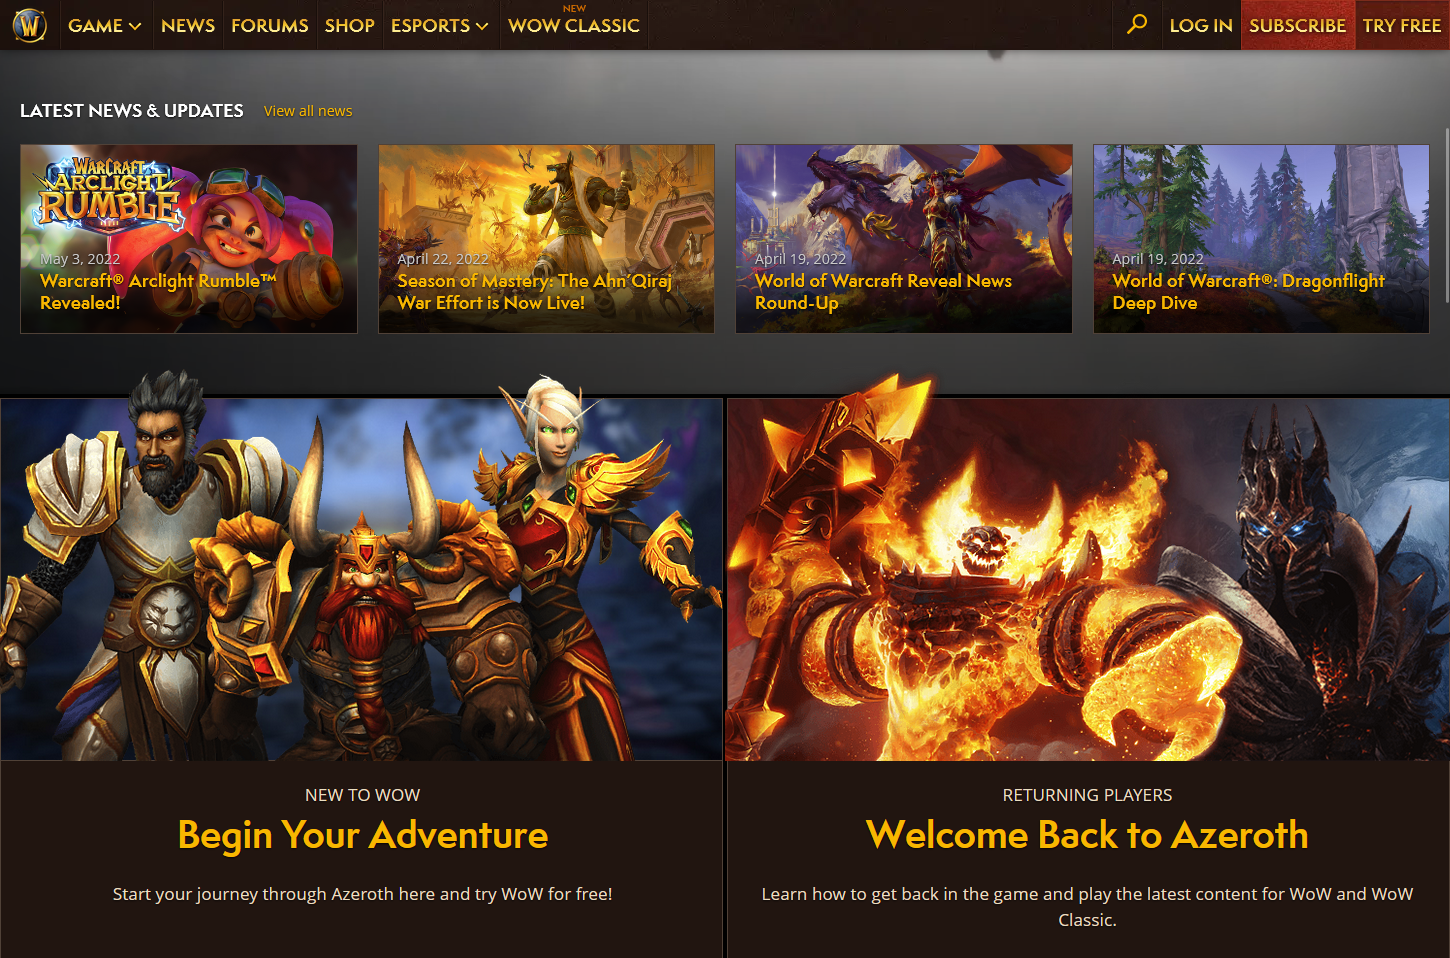 W
GAME
NEWS
FORUMS
SHOP
ESPORTS
NEW
WOW CLASSIC
LOG IN
SUBSCRIBE
TRY FREE
LATEST NEWS & UPDATES
View all news
WARCRAFT
ARCLIGHT
RUMBLE
May 3, 2022
Warcraft® Arclight Rumble™
Revealed!
April 22, 2022
Season of Mastery: The Ahn'Qiraj
War Effort is Now Live!
April 19, 2022
World of Warcraft Reveal News
Round-Up
April 19, 2022
World of Warcraft®: Dragonflight
Deep Dive
NEW TO WOW
Begin Your Adventure
Start your journey through Azeroth here and try WoW for free!
RETURNING PLAYERS
Welcome Back to Azeroth
Learn how to get back in the game and play the latest content for WoW and WoW
Classic.